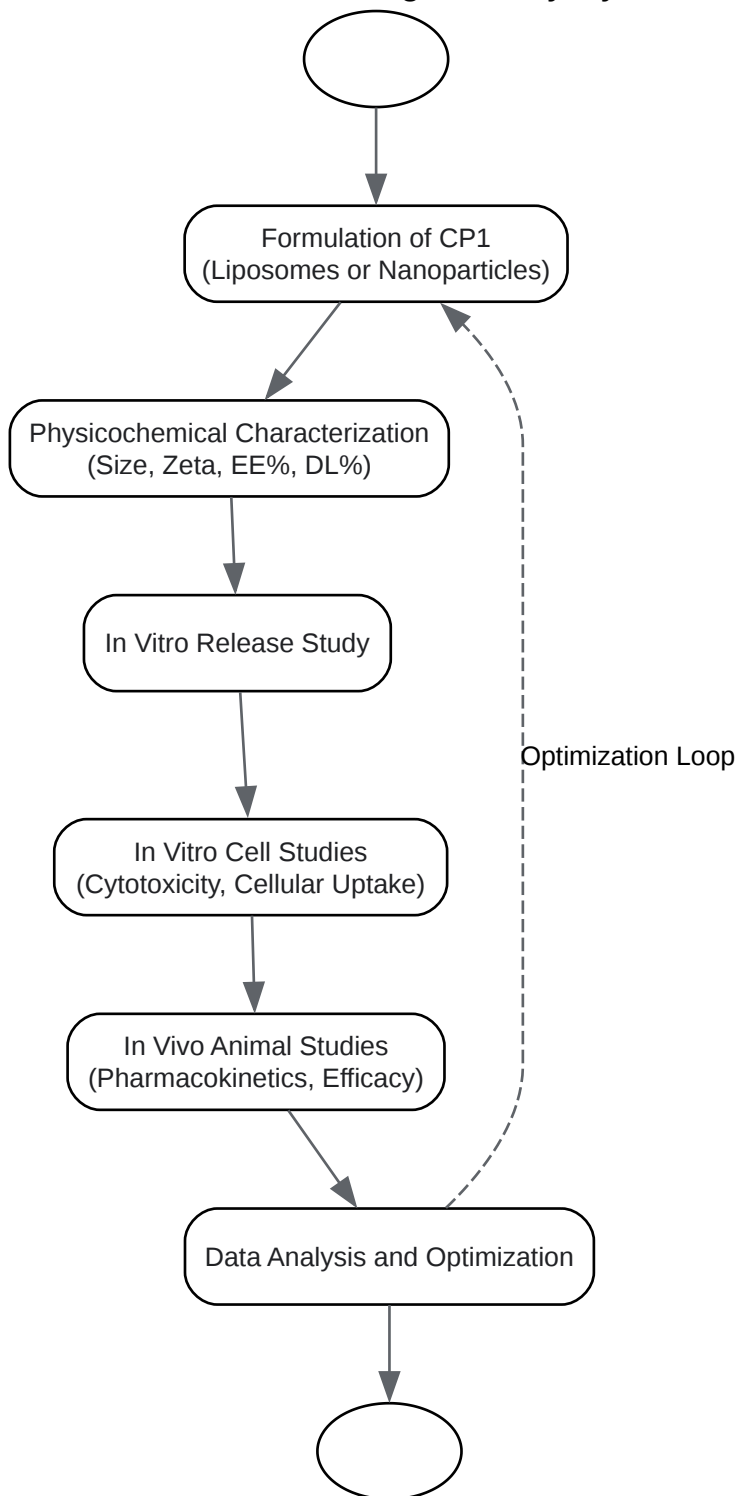 Formulation of CP1
(Liposomes or Nanoparticles)
Physicochemical Characterization
(Size, Zeta, EE%, DL%)
In Vitro Release Study
Optimization Loop
In Vitro Cell Studies
(Cytotoxicity, Cellular Uptake)
In Vivo Animal Studies
(Pharmacokinetics, Efficacy)
Data Analysis and Optimization